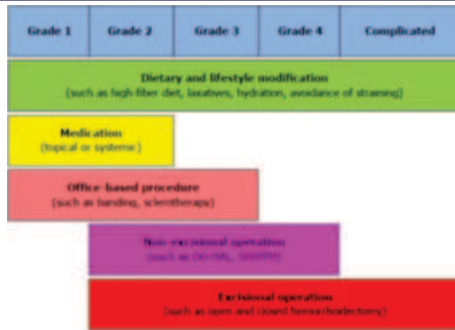 Grade 1 Grade 2 Grade 3 Grade 4 Complicated
Dietary and lifestyle modification
(such as high fiber diet, laxatives, hydration, avoidance of straining)
Medication
(topical or systemic)
Office-based procedure
(such as banding, sclerotherapy)
Non-excisional operation
(such as
Excisional operation
(such as open and closed hemorrhoidectomy)